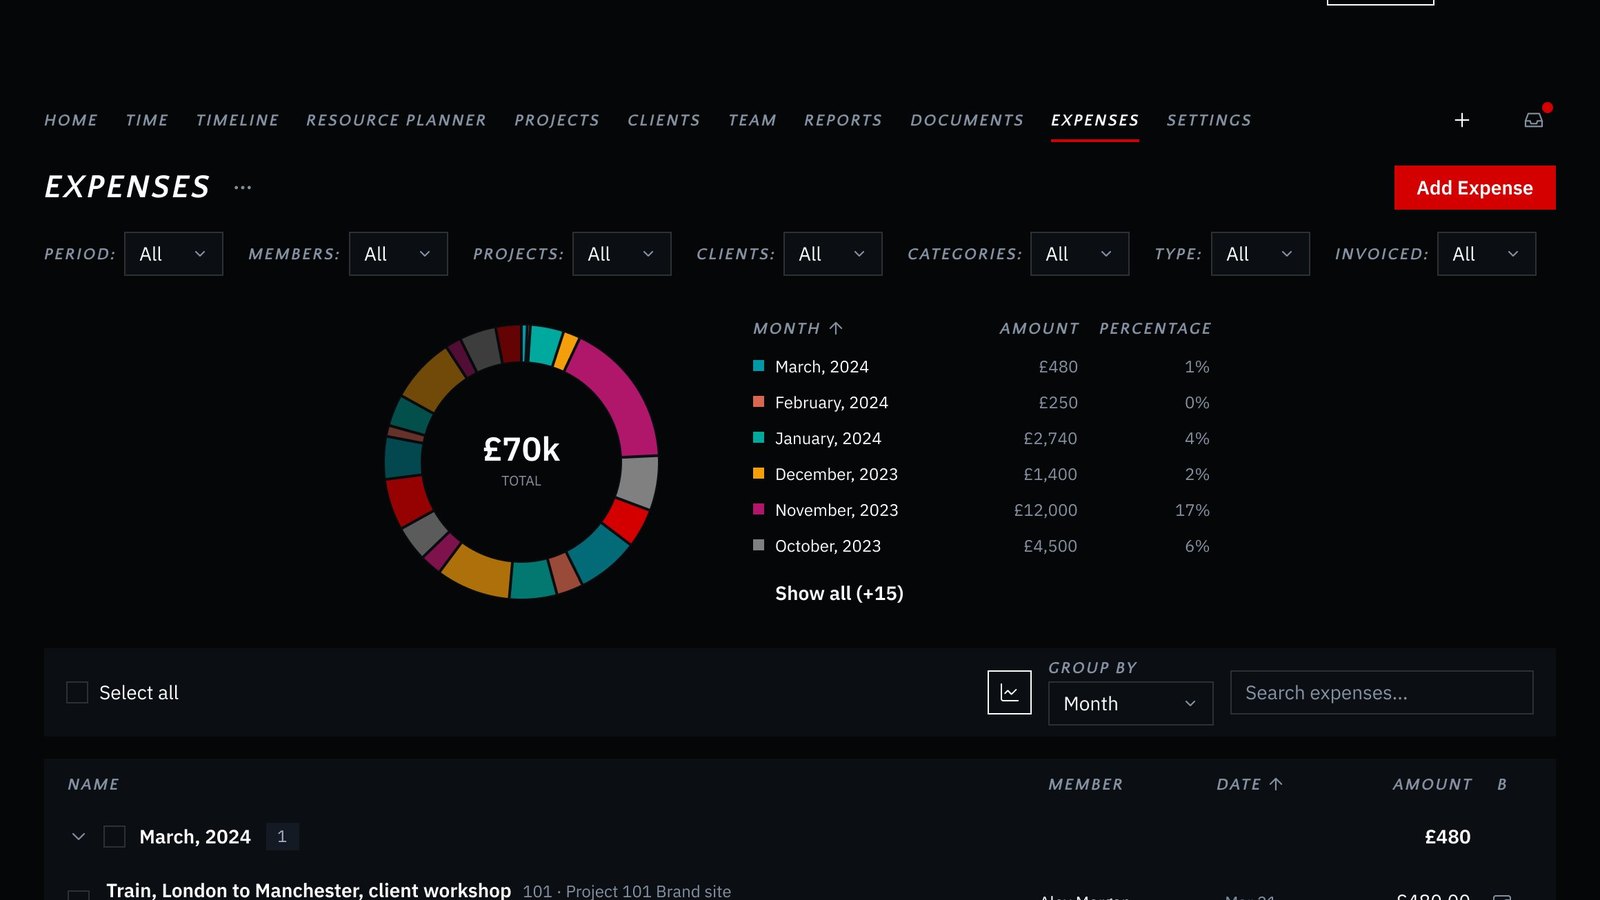 HOME TIME TIMELINE RESOURCE PLANNER PROJECTS CLIENTS TEAM REPORTS DOCUMENTS EXPENSES SETTINGS
EXPENSES ...
Add Expense
PERIOD: All MEMBERS: All PROJECTS: All CLIENTS: All CATEGORIES: All TYPE: All INVOICED: All
£70k
TOTAL
MONTH ↑ AMOUNT PERCENTAGE
March, 2024 £480 1%
February, 2024 £250 0%
January, 2024 £2,740 4%
December, 2023 £1,400 2%
November, 2023 £12,000 17%
October, 2023 £4,500 6%
Show all (+15)
Select all
GROUP BY
Month
Search expenses...
NAME MEMBER DATE ↑ AMOUNT B
March, 2024 1 £480
Train, London to Manchester, client workshop 101 · Project 101 Brand site